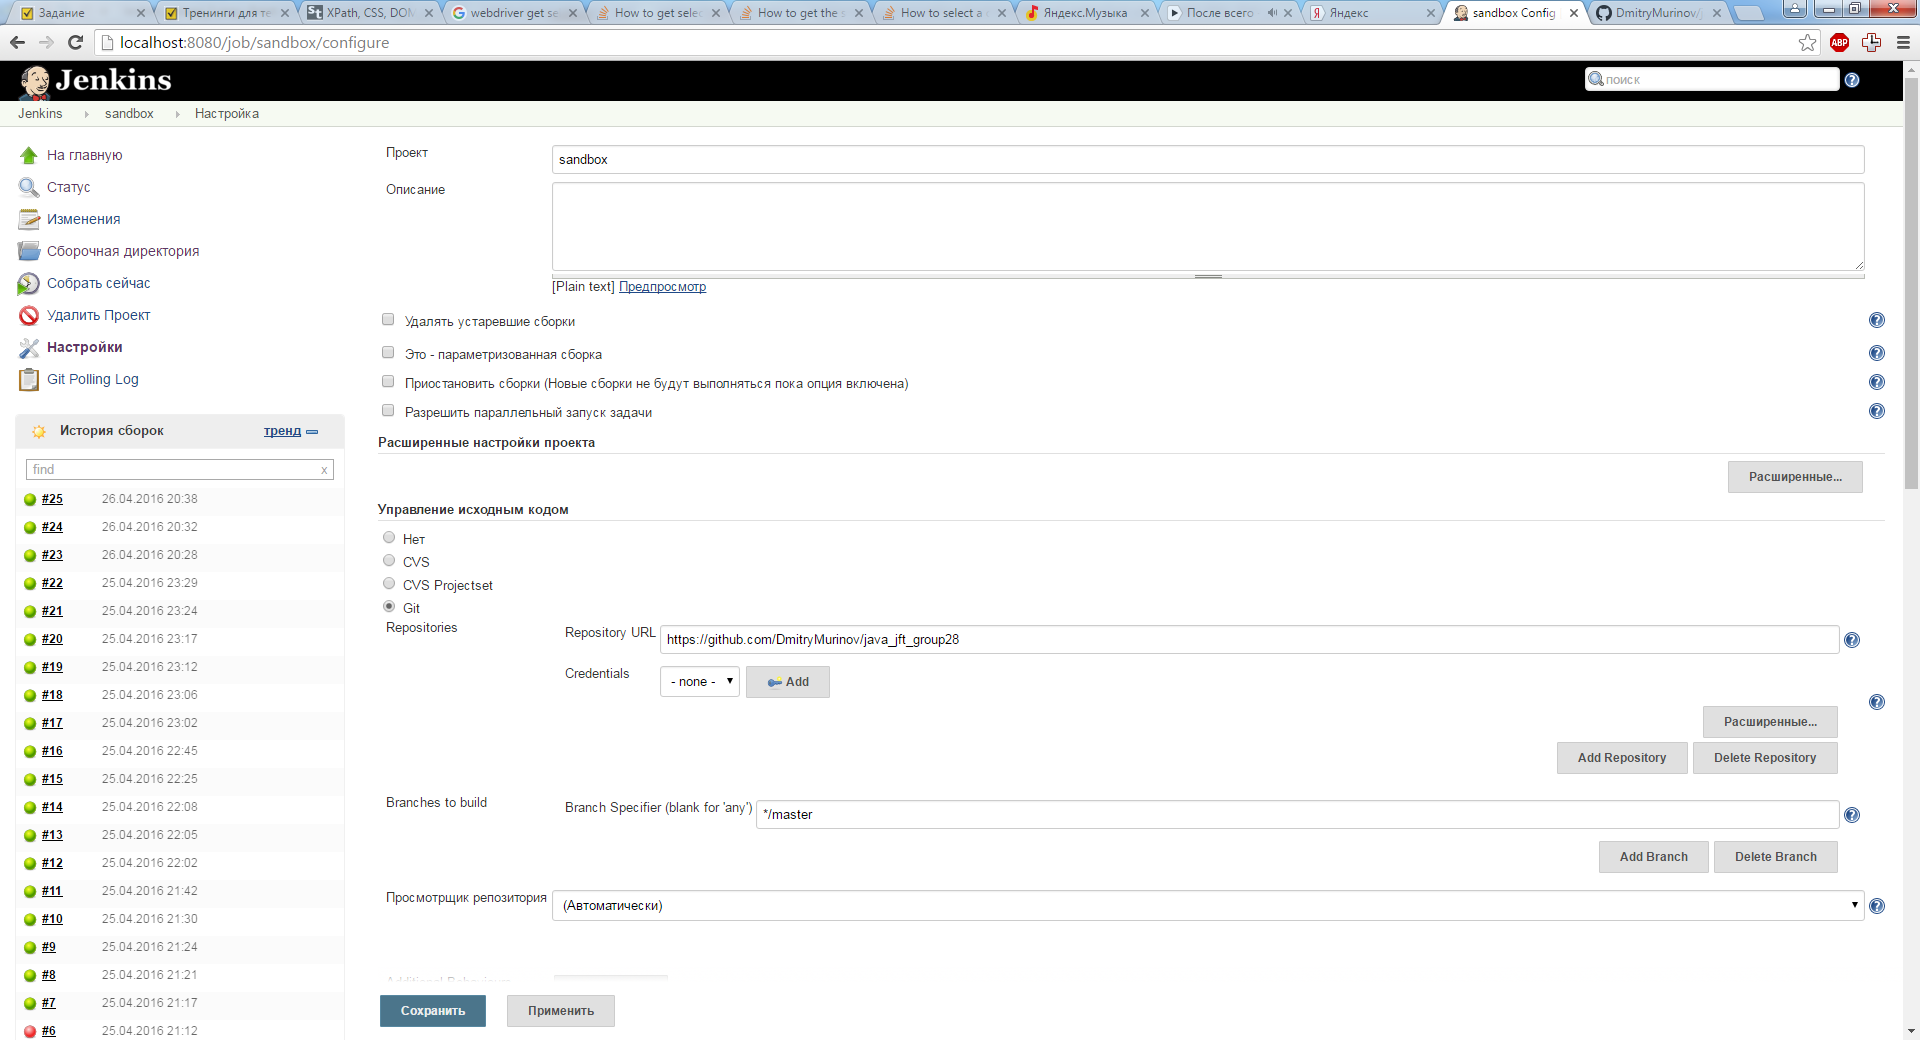 Задание
Тренинги для те
XPath, CSS, DOM
webdriver get se
How to get selec
How to get the s
How to select a
Яндекс.Музыка
После всего
Яндекс
sandbox Config
DmitryMurinov/
localhost:8080/job/sandbox/configure
ABP
Jenkins
поиск
Jenkins
sandbox
Настройка
На главную
Статус
Изменения
Сборочная директория
Собрать сейчас
Удалить Проект
Настройки
Git Polling Log
История сборок
тренд
find
x
#25 26.04.2016 20:38
#24 26.04.2016 20:32
#23 26.04.2016 20:28
#22 25.04.2016 23:29
#21 25.04.2016 23:24
#20 25.04.2016 23:17
#19 25.04.2016 23:12
#18 25.04.2016 23:06
#17 25.04.2016 23:02
#16 25.04.2016 22:45
#15 25.04.2016 22:25
#14 25.04.2016 22:08
#13 25.04.2016 22:05
#12 25.04.2016 22:02
#11 25.04.2016 21:42
#10 25.04.2016 21:30
#9 25.04.2016 21:24
#8 25.04.2016 21:21
#7 25.04.2016 21:17
#6 25.04.2016 21:12
Проект
sandbox
Описание
[Plain text] Предпросмотр
Удалять устаревшие сборки
Это - параметризованная сборка
Приостановить сборки (Новые сборки не будут выполняться пока опция включена)
Разрешить параллельный запуск задачи
Расширенные настройки проекта
Расширенные...
Управление исходным кодом
Нет
CVS
CVS Projectset
Git
Repositories
Repository URL
https://github.com/DmitryMurinov/java_jft_group28
Credentials
- none -
Add
Расширенные...
Add Repository
Delete Repository
Branches to build
Branch Specifier (blank for 'any')
*/master
Add Branch
Delete Branch
Просмотрщик репозитория
(Автоматически)
Additional Behaviours
Сохранить
Применить